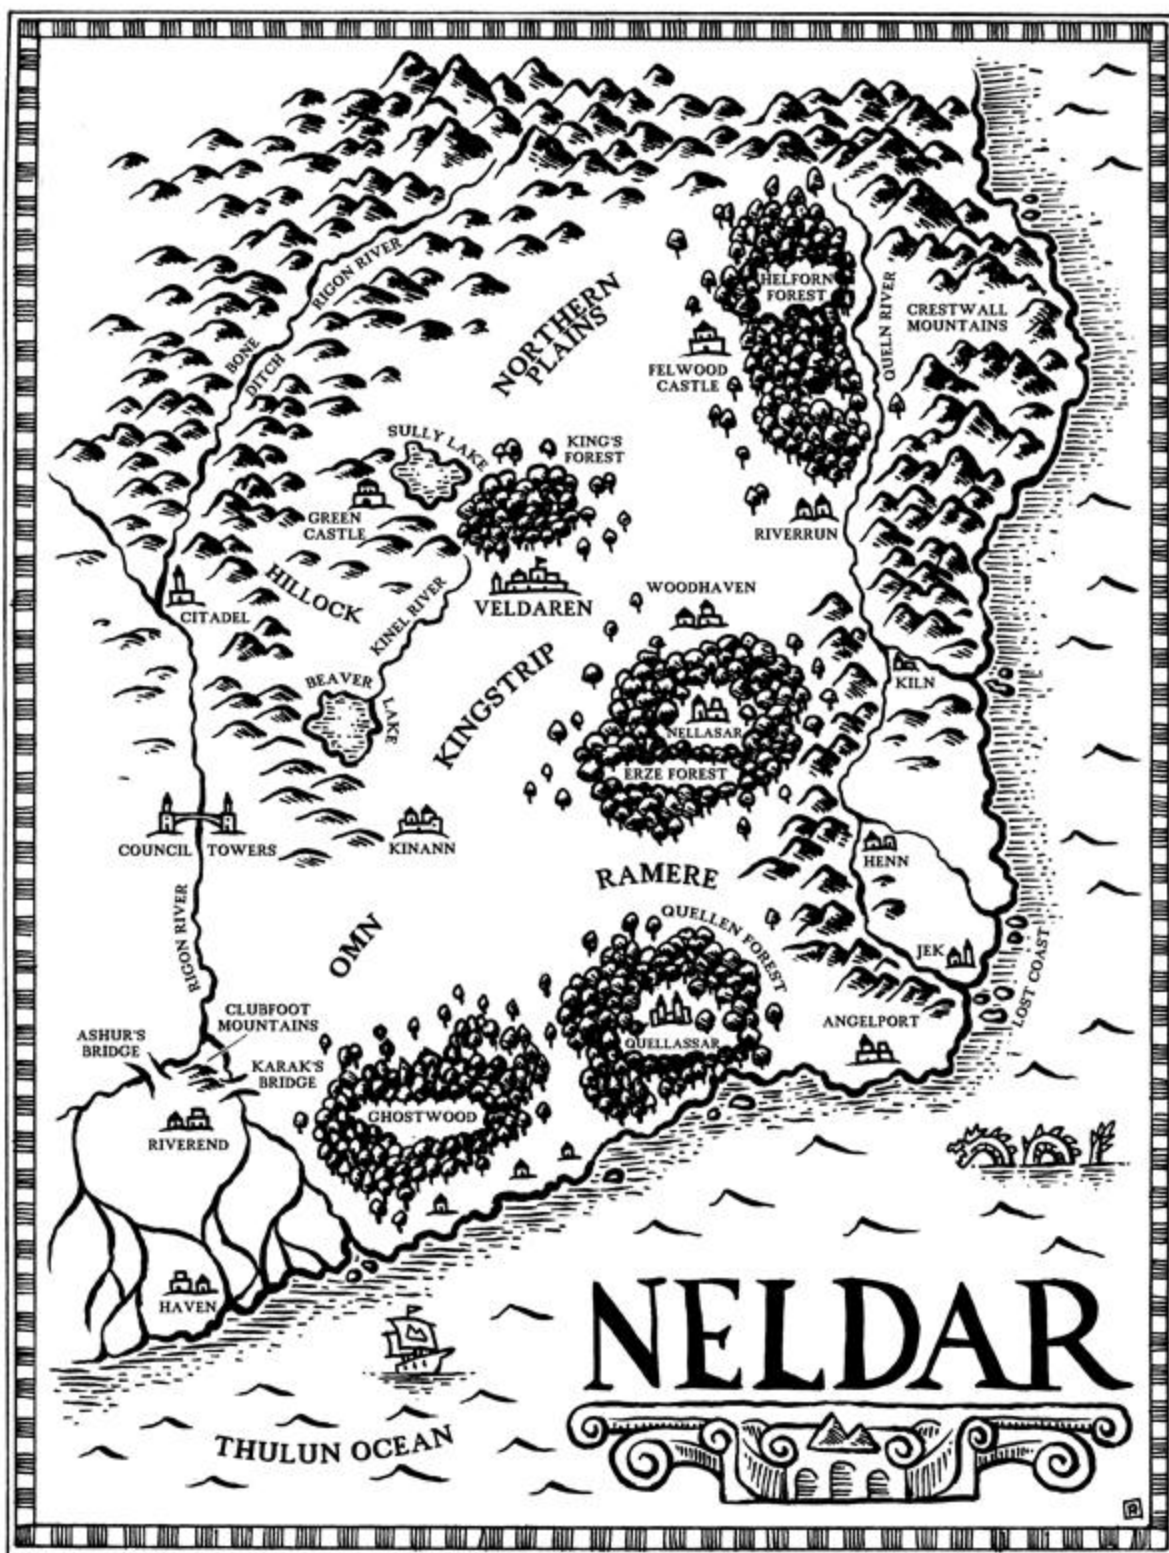 RIGON RIVER
BONE
DITCH
NORTHERN
PLAINS
HELFORN
FOREST
QUELN RIVER
CRESTWALL
MOUNTAINS
FELWOOD
CASTLE
SULLY LAKE
KING'S
FOREST
GREEN
CASTLE
RIVERRUN
HILLOCK
CITADEL
KINEL RIVER
VELDAREN
WOODHAVEN
KILN
BEAVER
LAKE
KINGSTRIP
NELLASAR
ERZE FOREST
COUNCIL TOWERS
KINANN
HENN
RAMERE
RIGON RIVER
OMN
QUELLEN FOREST
JEK
LOST COAST
CLUBFOOT
MOUNTAINS
ASHUR'S
BRIDGE
ANGELPORT
QUELLASSAR
KARAK'S
BRIDGE
GHOSTWOOD
RIVEREND
HAVEN
NELDAR
THULUN OCEAN
R